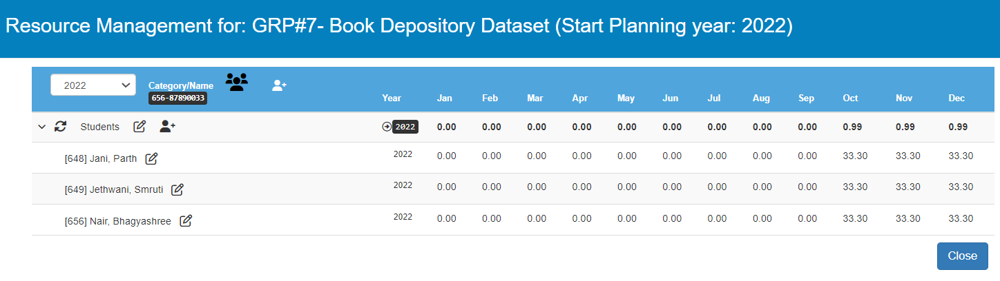 Resource Management for: GRP#7- Book Depository Dataset (Start Planning year: 2022)
2022 Category/Name
656-87890033
Year Jan Feb Mar Apr May Jun Jul Aug Sep Oct Nov Dec
Students 2022 0.00 0.00 0.00 0.00 0.00 0.00 0.00 0.00 0.00 0.99 0.99 0.99
[648] Jani, Parth 2022 0.00 0.00 0.00 0.00 0.00 0.00 0.00 0.00 0.00 33.30 33.30 33.30
[649] Jethwani, Smruti 2022 0.00 0.00 0.00 0.00 0.00 0.00 0.00 0.00 0.00 33.30 33.30 33.30
[656] Nair, Bhagyashree 2022 0.00 0.00 0.00 0.00 0.00 0.00 0.00 0.00 0.00 33.30 33.30 33.30
Close